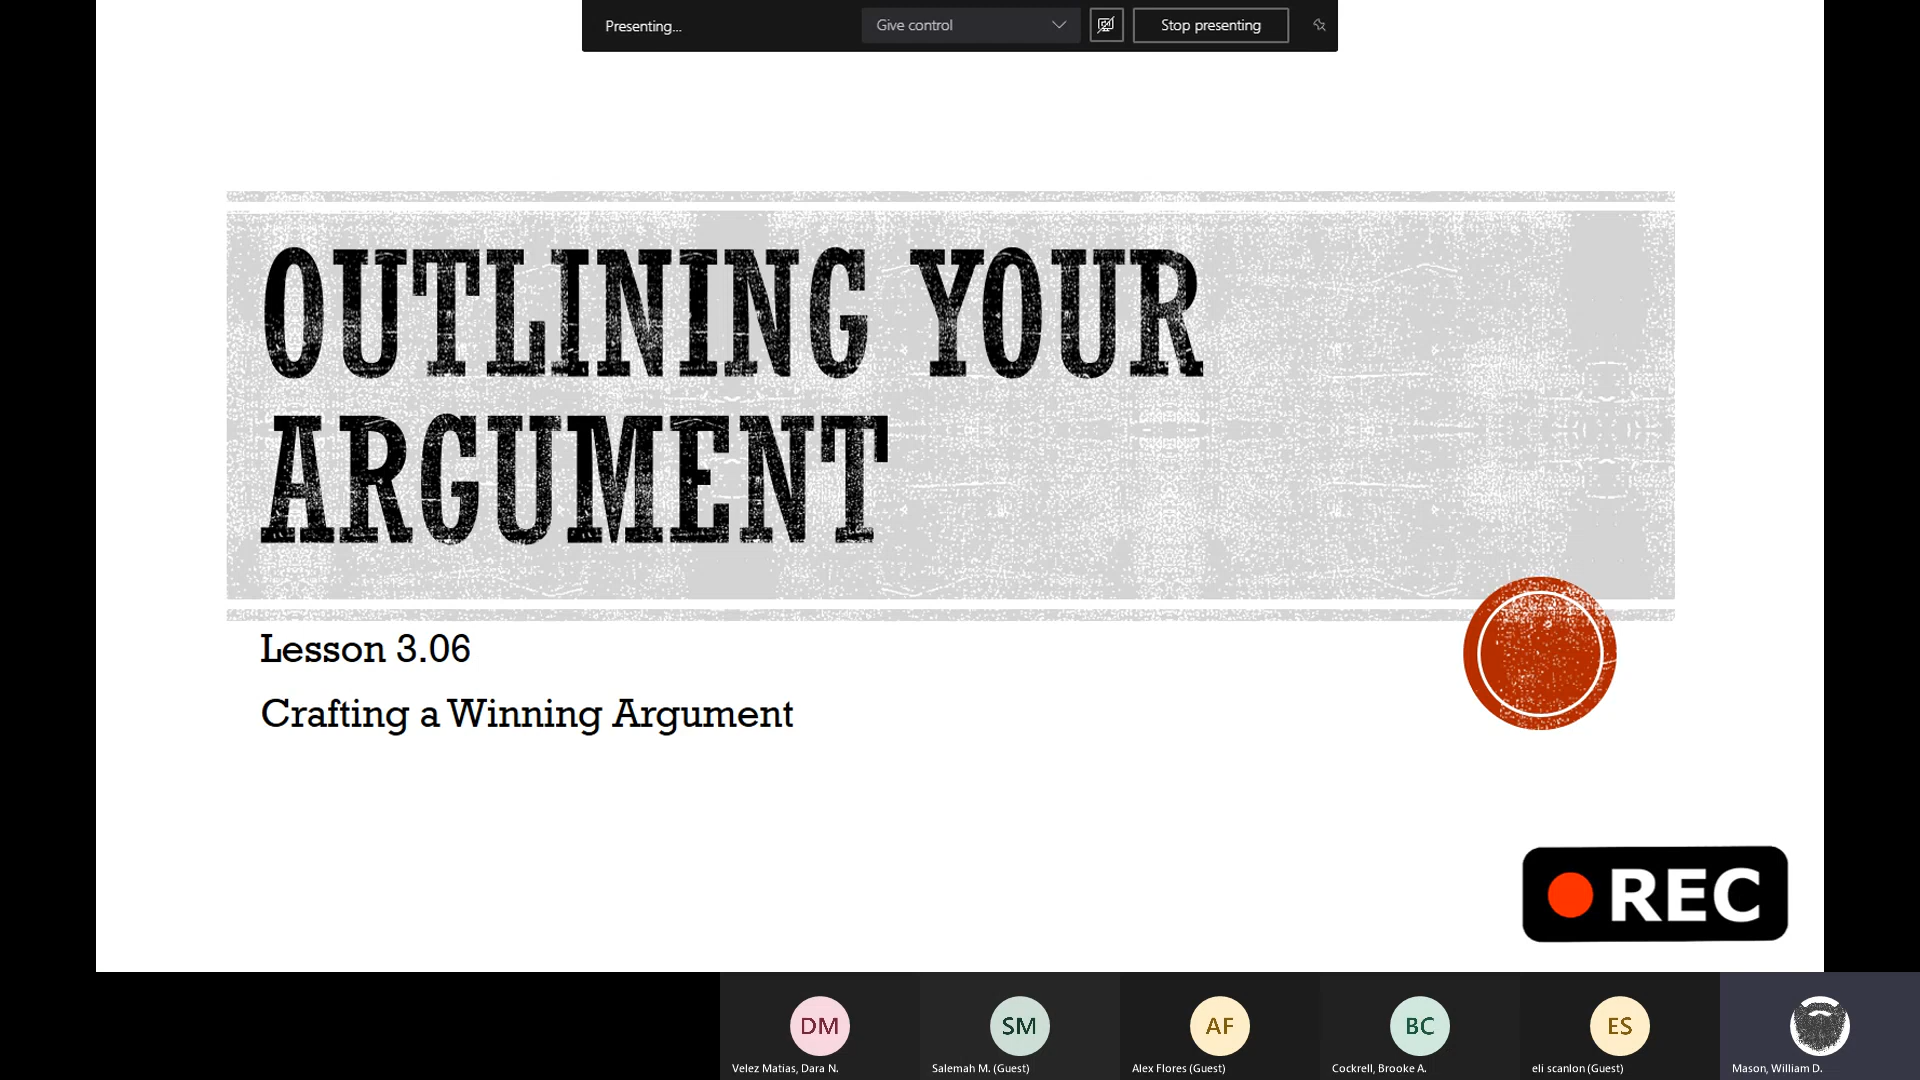 Presenting...
Give control
Stop presenting
OUTLINING YOUR
ARGUMENT
Lesson 3.06
Crafting a Winning Argument
REC
DM
SM
AF
BC
ES
Velez Matias, Dara N.
Salemah M. (Guest)
Alex Flores (Guest)
Cockrell, Brooke A.
eli scanlon (Guest)
Mason, William D.